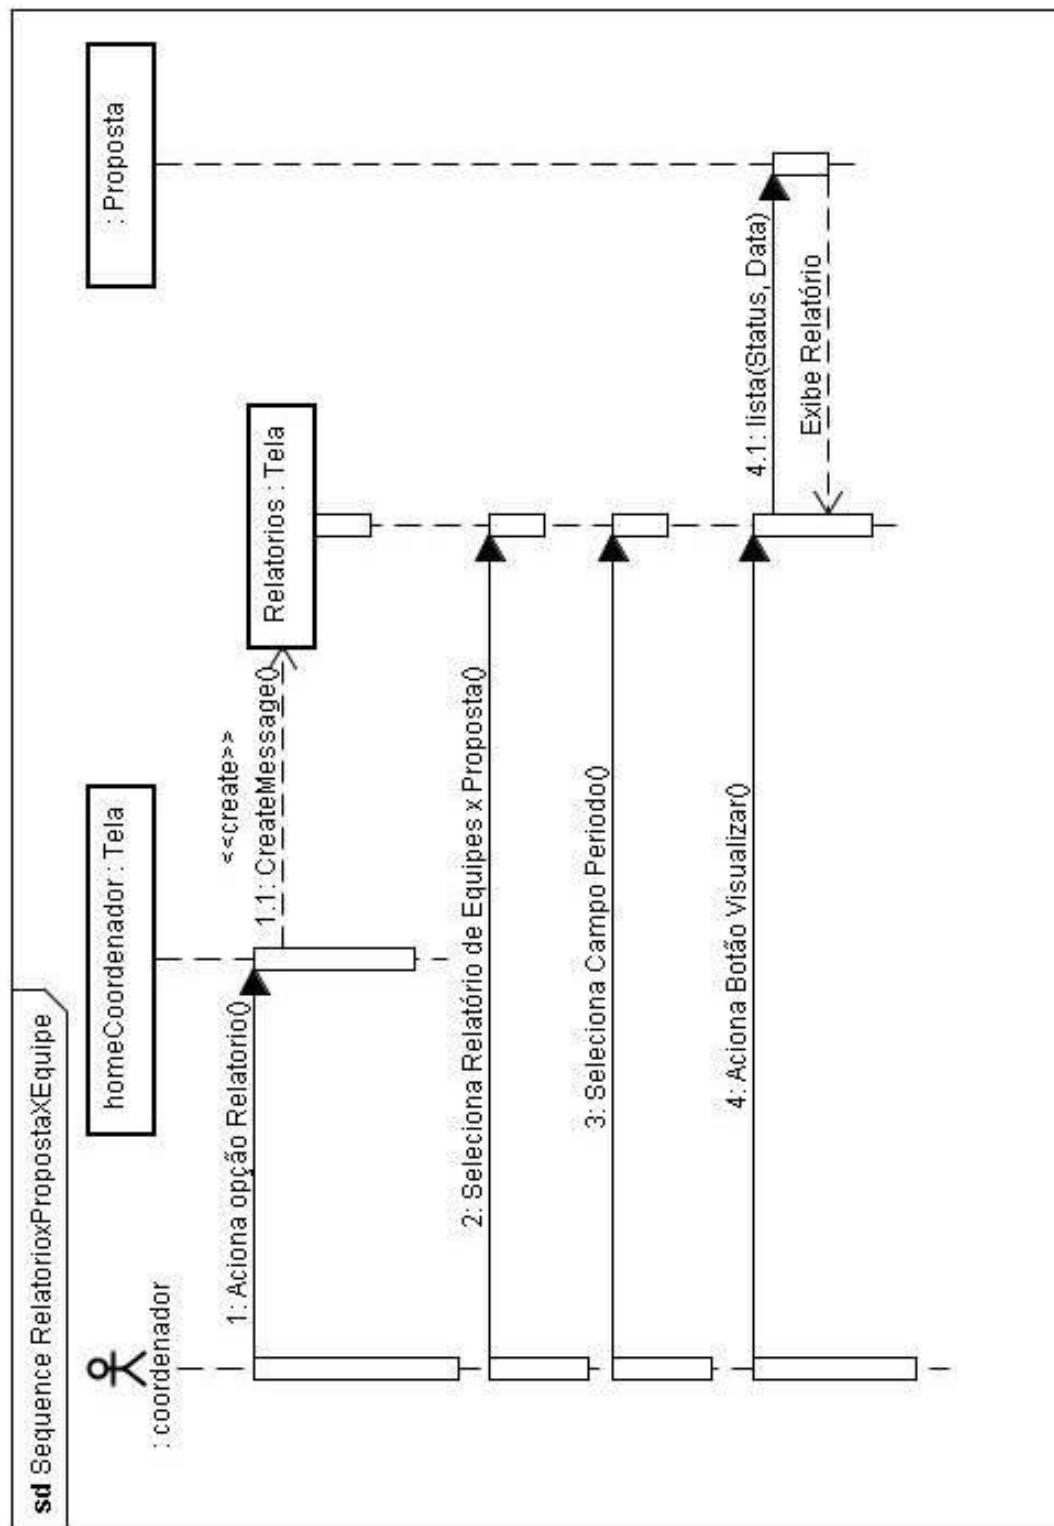 sd Sequence RelatorioxPropostaXEquipe
: coordenador
homeCoordenador : Tela
: Proposta
Relatorios : Tela
1: Aciona opção Relatorio()
<<create>>
1.1: CreateMessage()
2: Seleciona Relatório de Equipes x Proposta()
3: Seleciona Campo Periodo()
4: Aciona Botão Visualizar()
4.1: lista(Status, Data)
Exibe Relatório